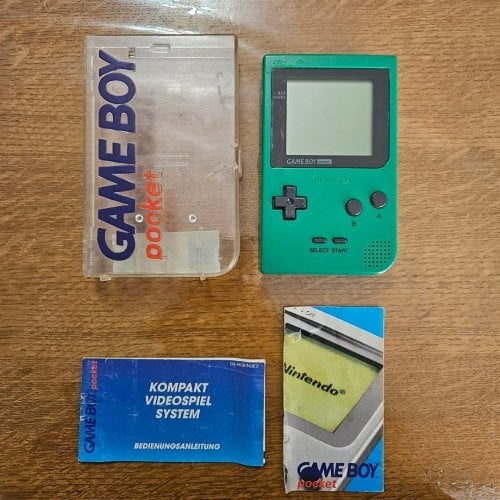 GAME BOY
pocket
GAME BOY pocket
Nintendo
B
A
SELECT START
GAME BOY pocket
KOMPAKT
VIDEOSPIEL
SYSTEM
BEDIENUNGSANLEITUNG
Nintendo®
GAME BOY
pocket